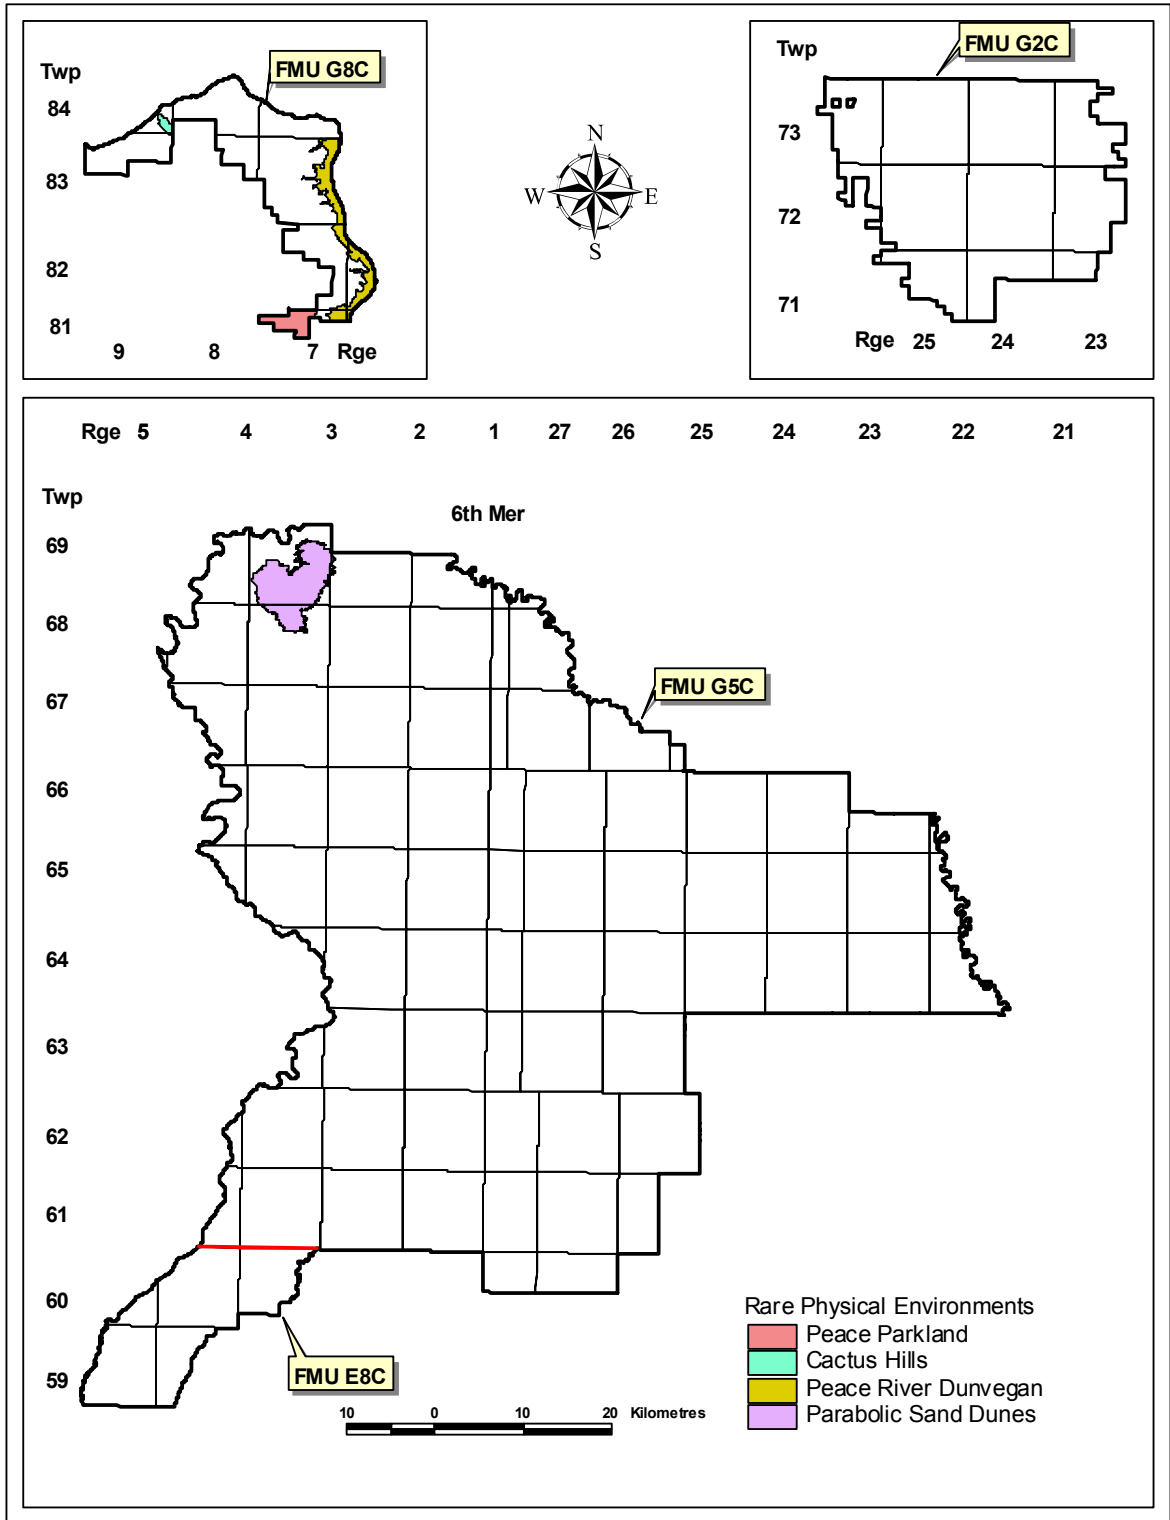 Twp
FMU G8C
84
83
82
81
9 8 7 Rge
N
W E
S
Twp
FMU G2C
73
72
71
Rge 25 24 23
Rge 5 4 3 2 1 27 26 25 24 23 22 21
Twp
6th Mer
69
68
67
FMU G5C
66
65
64
63
62
61
60
59
FMU E8C
Rare Physical Environments
Peace Parkland
Cactus Hills
Peace River Dunvegan
Parabolic Sand Dunes
10 0 10 20 Kilometres